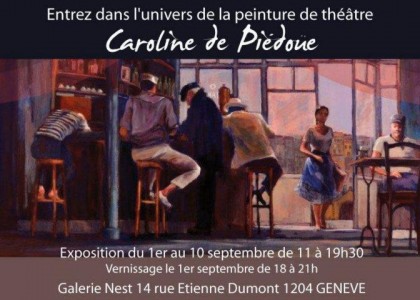 Entrez dans l'univers de la peinture de théâtre
Caroline de Pièdoüe
Exposition du 1er au 10 septembre de 11 à 19h30
Vernissage le 1er septembre de 18 à 21h
Galerie Nest 14 rue Etienne Dumont 1204 GENEVE